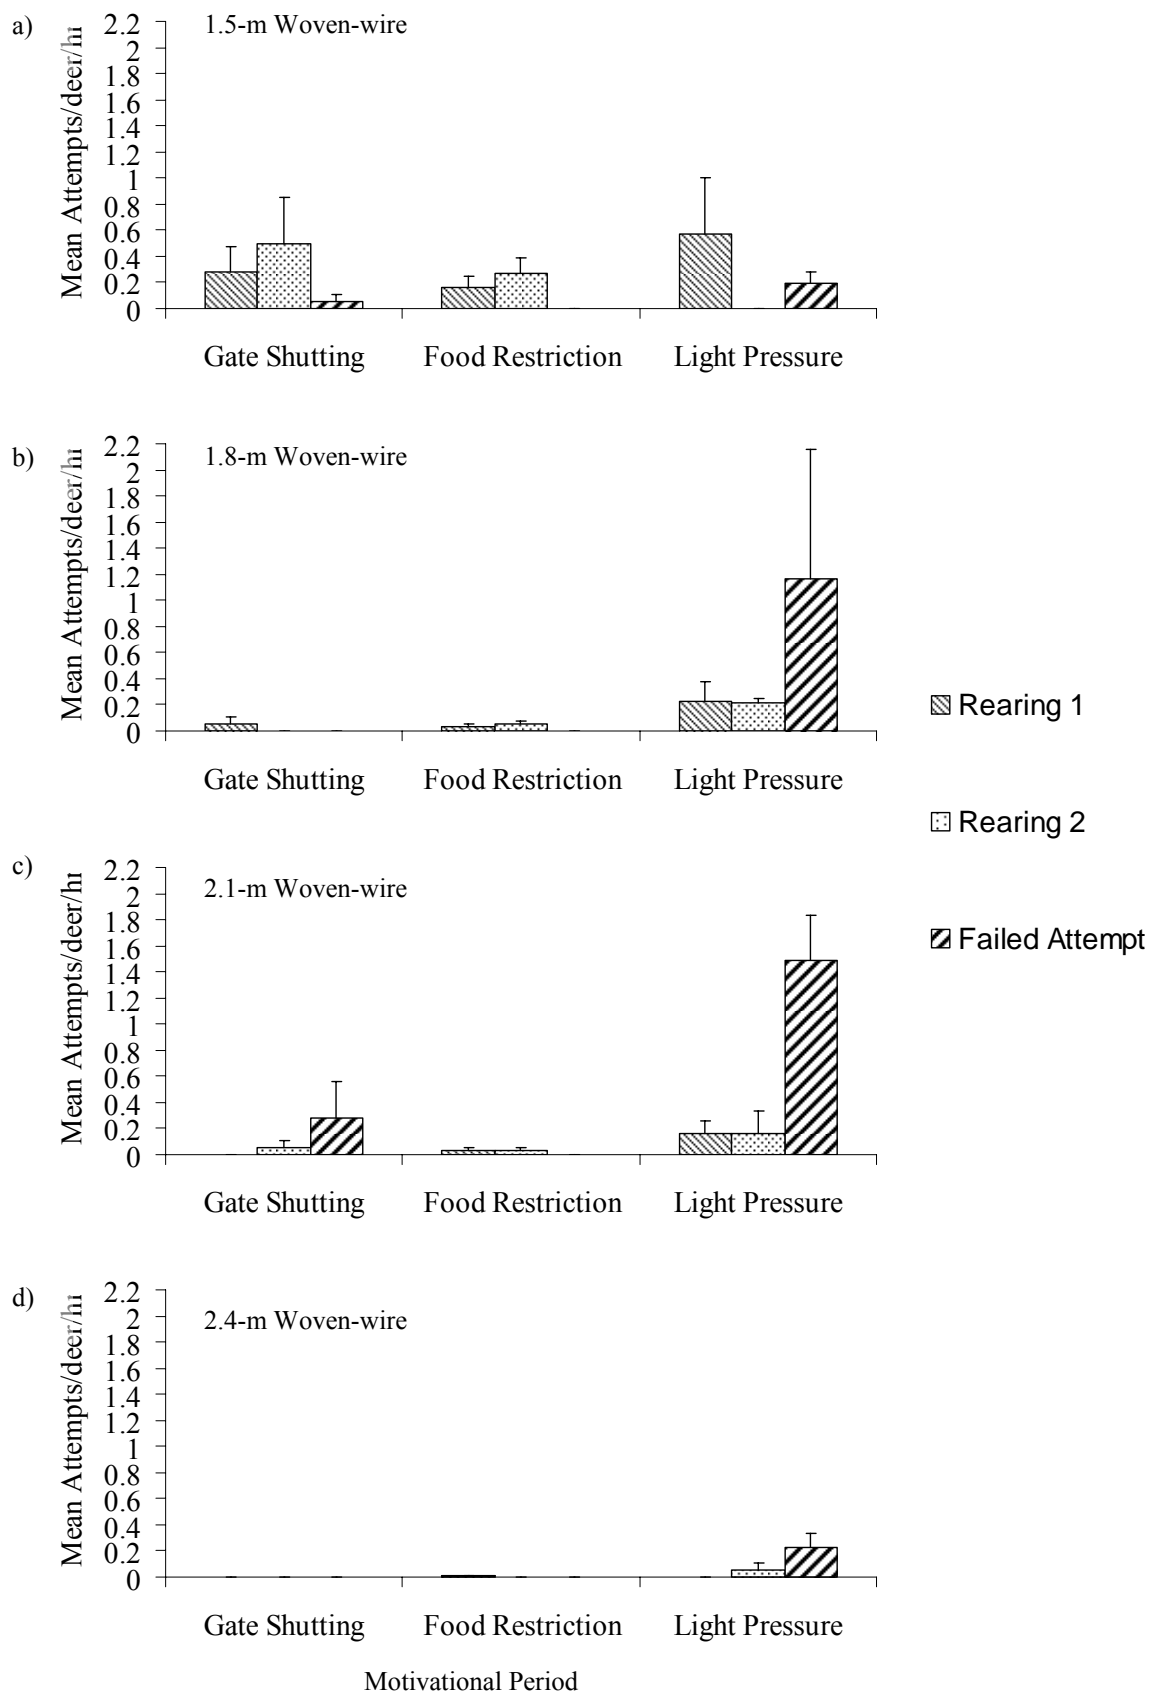 a)
1.5-m Woven-wire
Mean Attempts/deer/h
2.2
2
1.8
1.6
1.4
1.2
1
0.8
0.6
0.4
0.2
0
Gate Shutting Food Restriction Light Pressure
b)
1.8-m Woven-wire
Mean Attempts/deer/h
2.2
2
1.8
1.6
1.4
1.2
1
0.8
0.6
0.4
0.2
0
Gate Shutting Food Restriction Light Pressure
c)
2.1-m Woven-wire
Mean Attempts/deer/h
2.2
2
1.8
1.6
1.4
1.2
1
0.8
0.6
0.4
0.2
0
Gate Shutting Food Restriction Light Pressure
d)
2.4-m Woven-wire
Mean Attempts/deer/h
2.2
2
1.8
1.6
1.4
1.2
1
0.8
0.6
0.4
0.2
0
Gate Shutting Food Restriction Light Pressure
Motivational Period
Rearing 1
Rearing 2
Failed Attempt